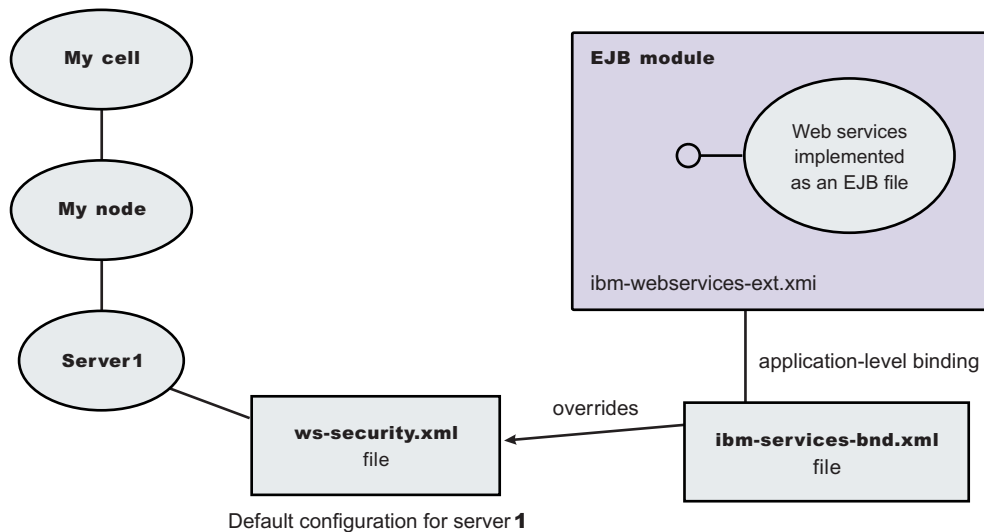 My cell
My node
Server1
ws-security.xml
file
Default configuration for server 1
EJB module
Web services
implemented
as an EJB file
ibm-webservices-ext.xmi
application-level binding
overrides
ibm-services-bnd.xml
file